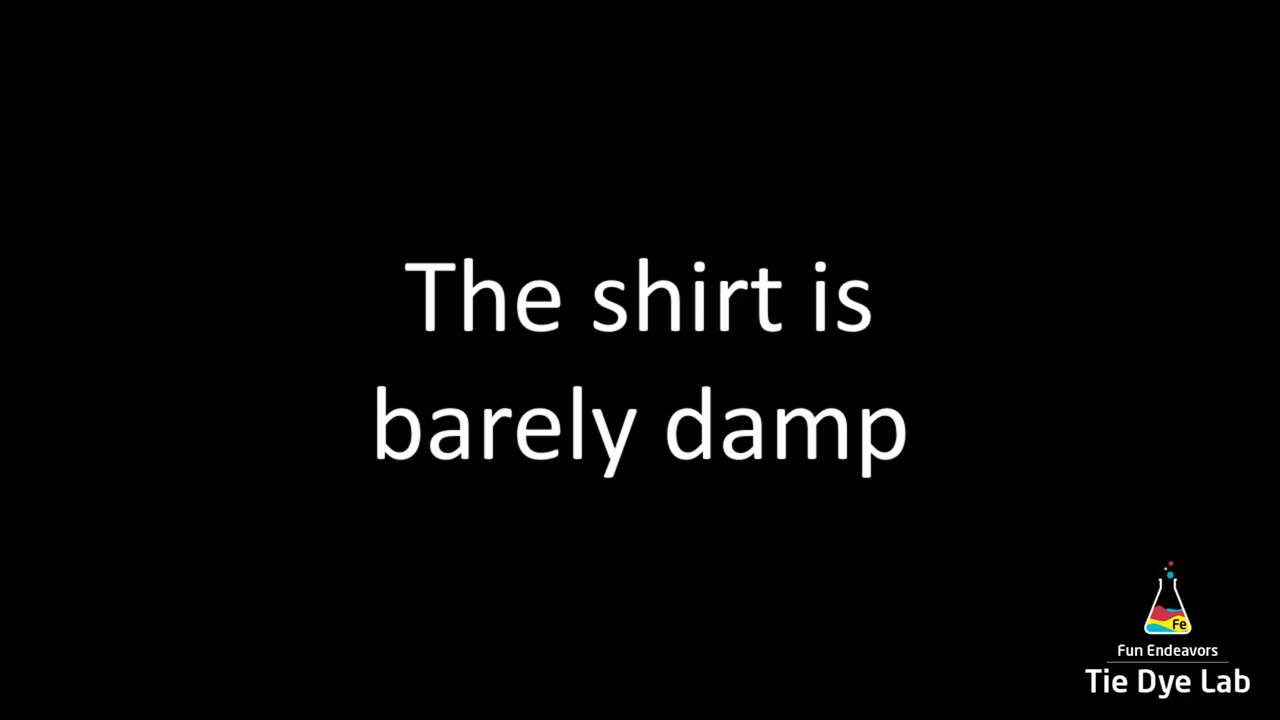 The shirt is
barely damp
Fe
Fun Endeavors
Tie Dye Lab